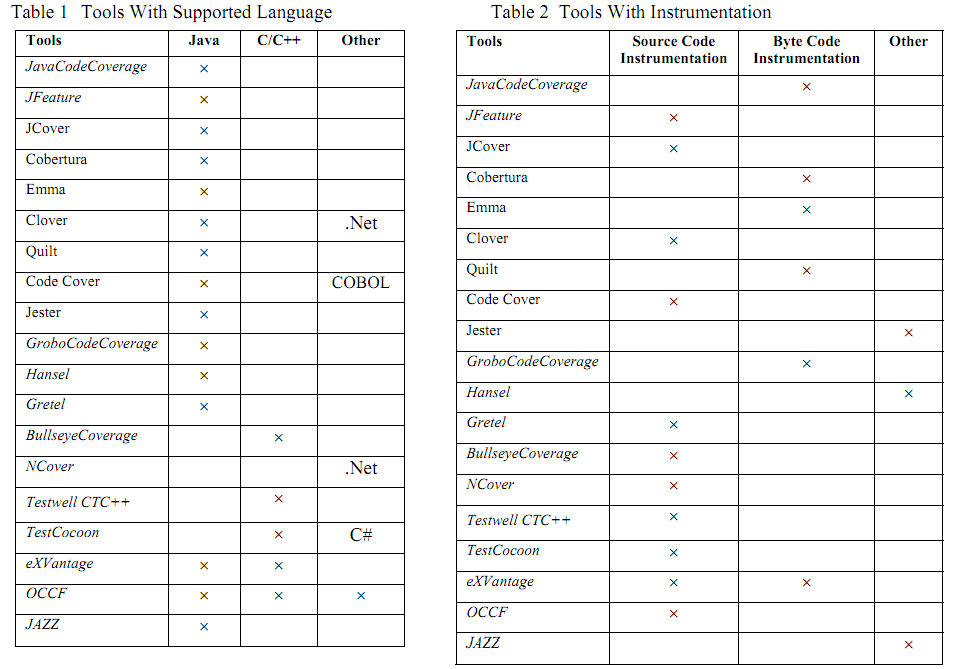 Table 1 Tools With Supported Language
Tools Java C/C++ Other
JavaCodeCoverage ×
JFeature ×
JCover ×
Cobertura ×
Emma ×
Clover × .Net
Quilt ×
Code Cover × COBOL
Jester ×
GroboCodeCoverage ×
Hansel ×
Gretel ×
BullseyeCoverage ×
NCover .Net
Testwell CTC++ ×
TestCocoon × C#
eXVantage × ×
OCCF × × ×
JAZZ ×
Table 2 Tools With Instrumentation
Tools Source Code Byte Code Other
Instrumentation Instrumentation
JavaCodeCoverage ×
JFeature ×
JCover ×
Cobertura ×
Emma ×
Clover ×
Quilt ×
Code Cover ×
Jester ×
GroboCodeCoverage ×
Hansel ×
Gretel ×
BullseyeCoverage ×
NCover ×
Testwell CTC++ ×
TestCocoon ×
eXVantage × ×
OCCF ×
JAZZ ×